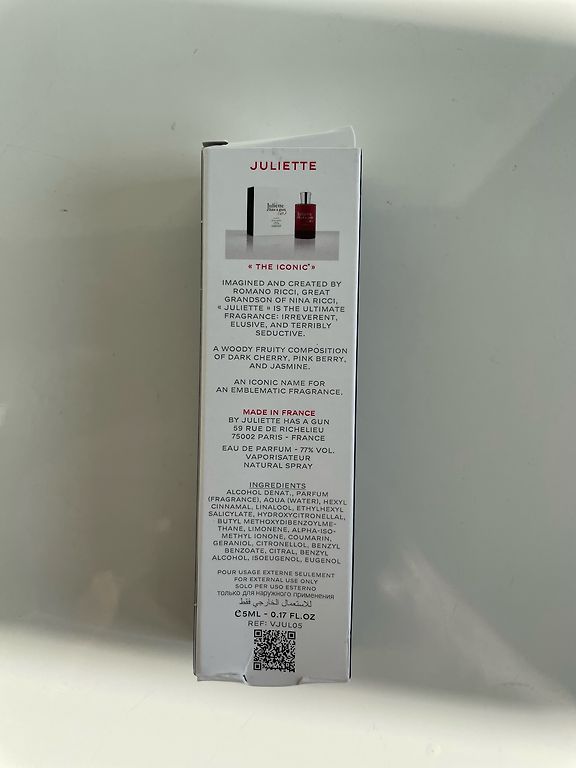 JULIETTE
Juliette
has a gun
« THE ICONIC »
IMAGINED AND CREATED BY
ROMANO RICCI, GREAT
GRANDSON OF NINA RICCI,
« JULIETTE » IS THE ULTIMATE
FRAGRANCE: IRREVERENT,
ELUSIVE, AND TERRIBLY
SEDUCTIVE.
A WOODY FRUITY COMPOSITION
OF DARK CHERRY, PINK BERRY,
AND JASMINE.
AN ICONIC NAME FOR
AN EMBLEMATIC FRAGRANCE.
MADE IN FRANCE
BY JULIETTE HAS A GUN
59 RUE DE RICHELIEU
75002 PARIS - FRANCE
EAU DE PARFUM - 77% VOL.
VAPORISATEUR
NATURAL SPRAY
INGREDIENTS
ALCOHOL DENAT., PARFUM
(FRAGRANCE), AQUA (WATER), HEXYL
CINNAMAL, LINALOOL, ETHYLHEXYL
SALICYLATE, HYDROXYCITRONELLAL,
BUTYL METHOXYDIBENZOYLME-
THANE, LIMONENE, ALPHA-ISO-
METHYL IONONE, COUMARIN,
GERANIOL, CITRONELLOL, BENZYL
BENZOATE, CITRAL, BENZYL
ALCOHOL, ISOEUGENOL, EUGENOL
POUR USAGE EXTERNE SEULEMENT
FOR EXTERNAL USE ONLY
SOLO PER USO ESTERNO
только для наружного применения
للاستعمال الخارجي فقط
℮5ML - 0.17 FL.OZ
REF: VJUL05